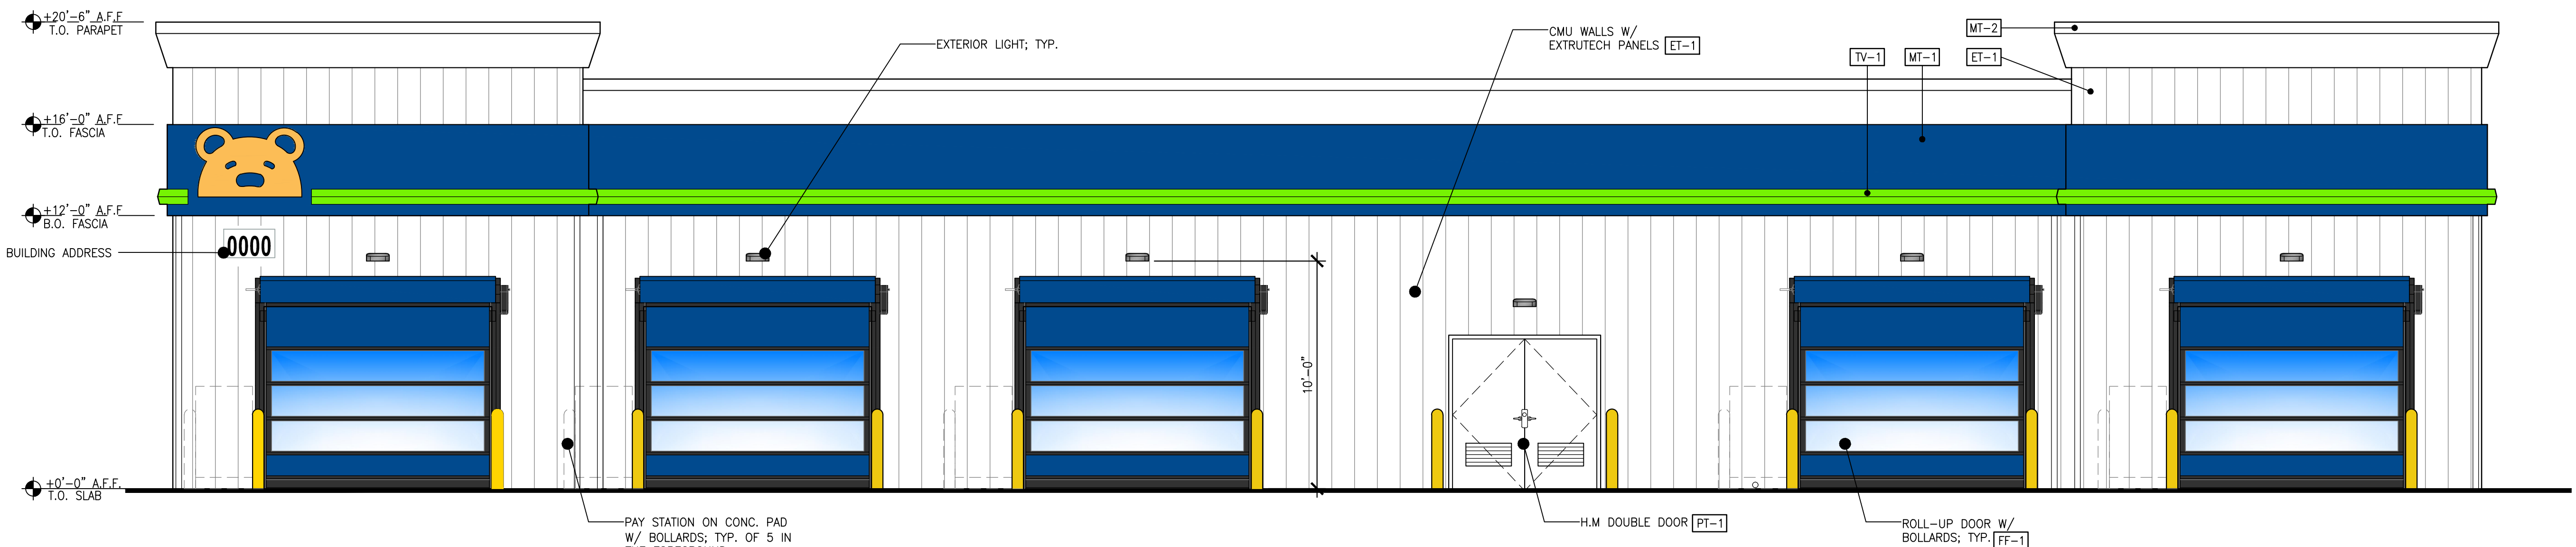 +20'-6" A.F.F
T.O. PARAPET
EXTERIOR LIGHT; TYP.
CMU WALLS W/
EXTRUTECH PANELS ET-1
MT-2
TV-1
MT-1
ET-1
+16'-0" A.F.F
T.O. FASCIA
+12'-0" A.F.F
B.O. FASCIA
BUILDING ADDRESS
0000
10'-0"
+0'-0" A.F.F.
T.O. SLAB
PAY STATION ON CONC. PAD
W/ BOLLARDS; TYP. OF 5 IN
H.M DOUBLE DOOR PT-1
ROLL-UP DOOR W/
BOLLARDS; TYP. FF-1